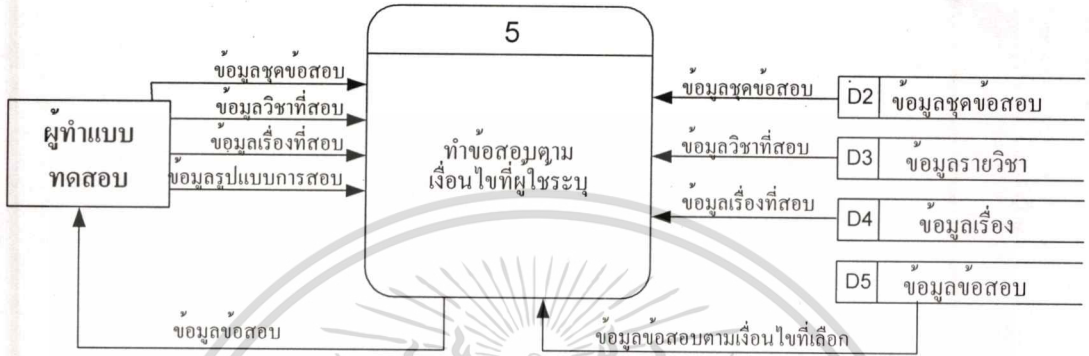 5
ข้อมูลชุดข้อสอบ
ข้อมูลวิชาที่สอบ
ข้อมูลเรื่องที่สอบ
ข้อมูลรูปแบบการสอบ
ผู้ทำแบบ
ทดสอบ
ทำข้อสอบตาม
เงื่อนไขที่ผู้ใช้ระบุ
ข้อมูลชุดข้อสอบ
D2 ข้อมูลชุดข้อสอบ
ข้อมูลวิชาที่สอบ
D3 ข้อมูลรายวิชา
ข้อมูลเรื่องที่สอบ
D4 ข้อมูลเรื่อง
D5 ข้อมูลข้อสอบ
ข้อมูลข้อสอบ
ข้อมูลข้อสอบตามเงื่อนไขที่เลือก